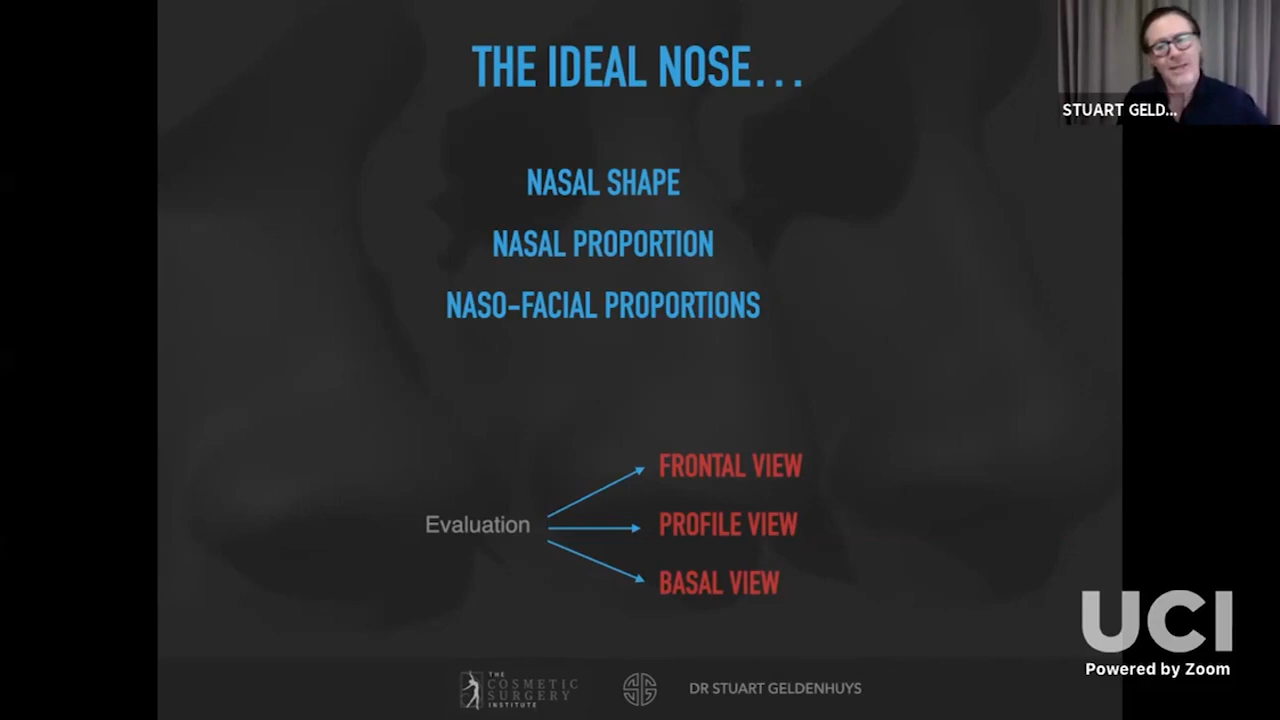 THE IDEAL NOSE...
STUART GELD...
NASAL SHAPE
NASAL PROPORTION
NASO-FACIAL PROPORTIONS
Evaluation
FRONTAL VIEW
PROFILE VIEW
BASAL VIEW
UCI
Powered by Zoom
THE
COSMETIC
SURGERY
INSTITUTE
DR STUART GELDENHUYS